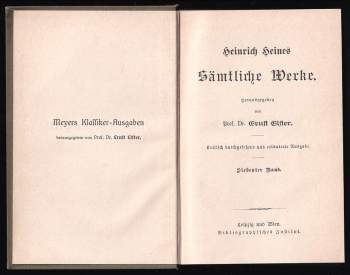 Meyers Klassiker-Ausgaben
herausgegeben von Prof. Dr. Ernst Elster.
Heinrich Heines
Sämtliche Werke.
Herausgegeben
von
Prof. Dr. Ernst Elster.
Kritisch durchgesehene und erläuterte Ausgabe.
Siebenter Band.
Leipzig und Wien.
Bibliographisches Institut.